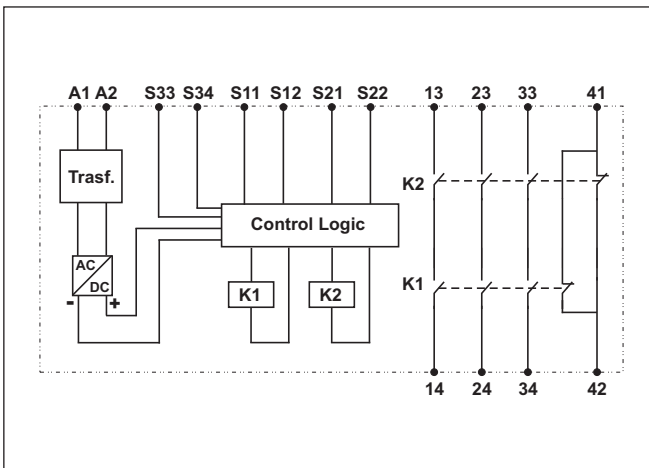 A1 A2 S33 S34 S11 S12 S21 S22 13 23 33 41
Trasf.
K2
Control Logic
AC
DC
- +
K1 K2
K1
14 24 34 42